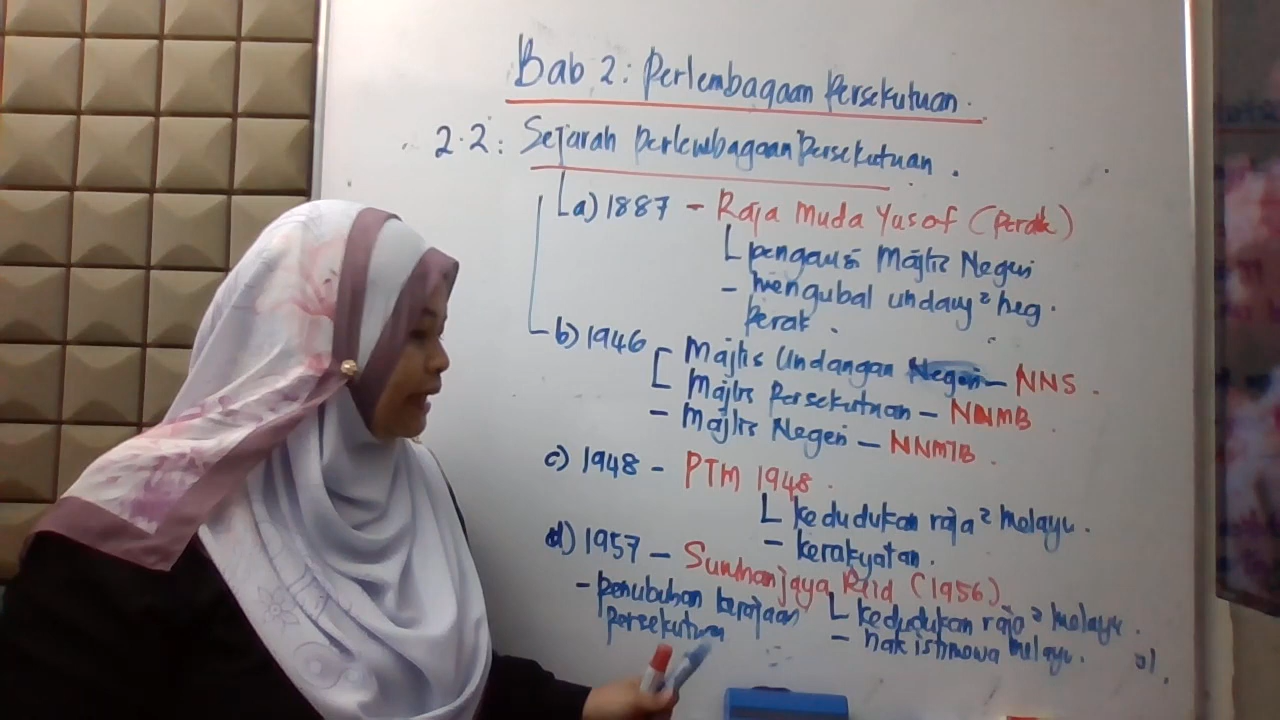 Bab 2: Perlembagaan Persekutuan.
2.2: Sejarah Perlembagaan Persekutuan.
a) 1887 - Raja Muda Yusof (Perak)
pengerusi Majlis Negeri
- mengubal undang² neg.
Perak.
b) 1946 Majlis Undangan Negeri - NNS.
Majlis Persekutuan - NNMB
- Majlis Negeri - NNMTB.
c) 1948 - PTM 1948.
kedudukan raja² melayu.
- kerakyatan.
d) 1957 - Suruhanjaya Reid (1956)
- penubuhan kerajaan
persekutuan
kedudukan raja² melayu.
- hak istimewa melayu.